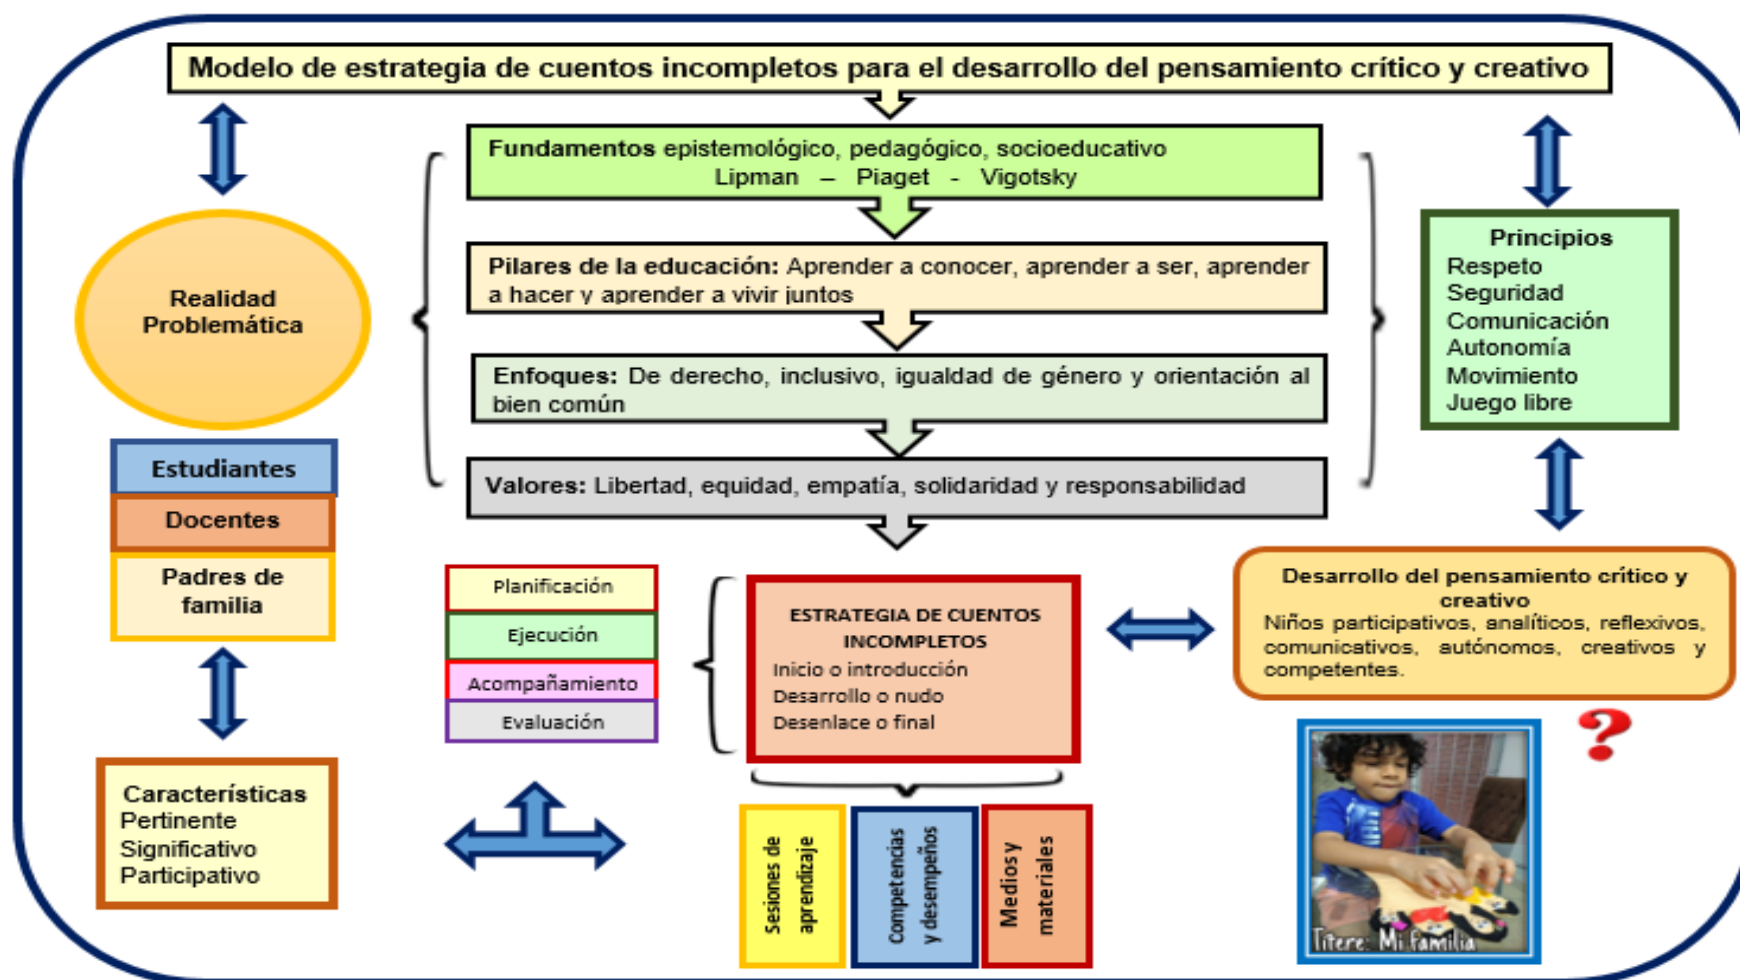 Modelo de estrategia de cuentos incompletos para el desarrollo del pensamiento crítico y creativo
Fundamentos epistemológico, pedagógico, socioeducativo
Lipman – Piaget - Vigotsky
Pilares de la educación: Aprender a conocer, aprender a ser, aprender
a hacer y aprender a vivir juntos
Enfoques: De derecho, inclusivo, igualdad de género y orientación al
bien común
Valores: Libertad, equidad, empatía, solidaridad y responsabilidad
Realidad
Problemática
Estudiantes
Docentes
Padres de
familia
Características
Pertinente
Significativo
Participativo
Planificación
Ejecución
Acompañamiento
Evaluación
ESTRATEGIA DE CUENTOS
INCOMPLETOS
Inicio o introducción
Desarrollo o nudo
Desenlace o final
Sesiones de
aprendizaje
Competencias
y desempeños
Medios y
materiales
Principios
Respeto
Seguridad
Comunicación
Autonomía
Movimiento
Juego libre
Desarrollo del pensamiento crítico y
creativo
Niños participativos, analíticos, reflexivos,
comunicativos, autónomos, creativos y
competentes.
?
Titere: Mi familia